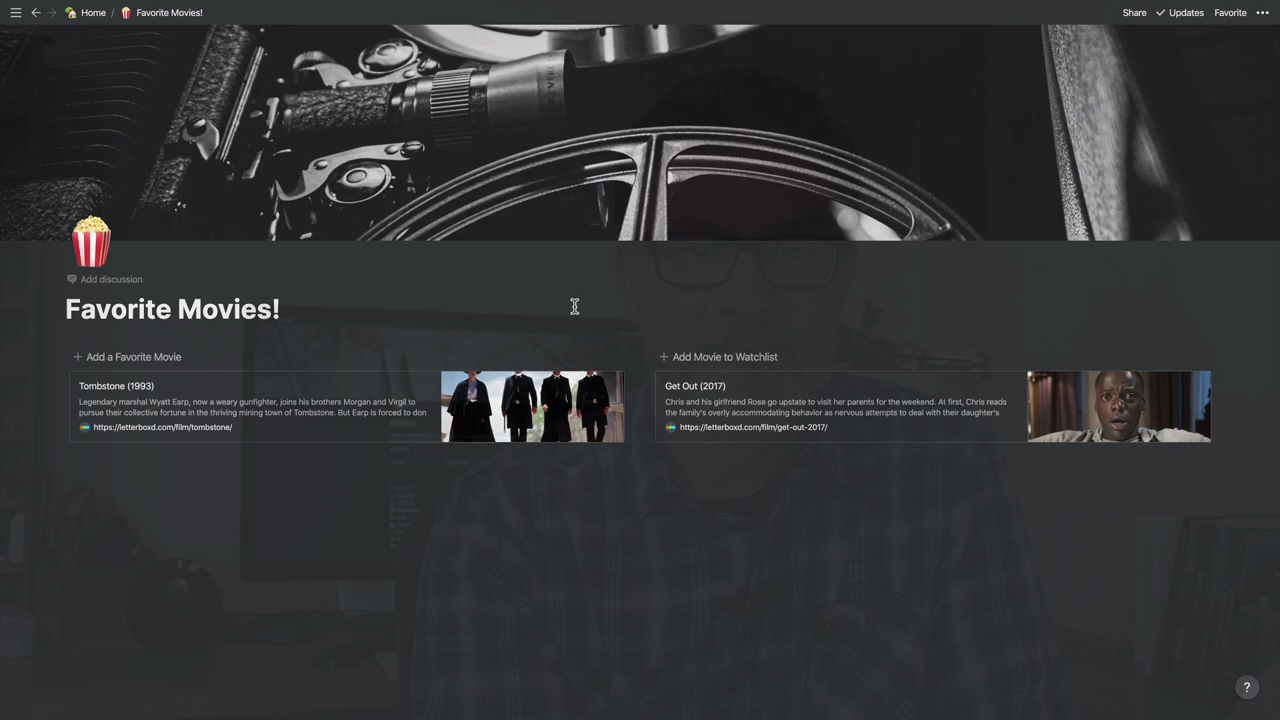 Home / Favorite Movies!
Share Updates Favorite
Add discussion
Favorite Movies!
Add a Favorite Movie
Tombstone (1993)
Legendary marshal Wyatt Earp, now a weary gunfighter, joins his brothers Morgan and Virgil to
pursue their collective fortune in the thriving mining town of Tombstone. But Earp is forced to don
https://letterboxd.com/film/tombstone/
Add Movie to Watchlist
Get Out (2017)
Chris and his girlfriend Rose go upstate to visit her parents for the weekend. At first, Chris reads
the family's overly accommodating behavior as nervous attempts to deal with their daughter's
https://letterboxd.com/film/get-out-2017/
?